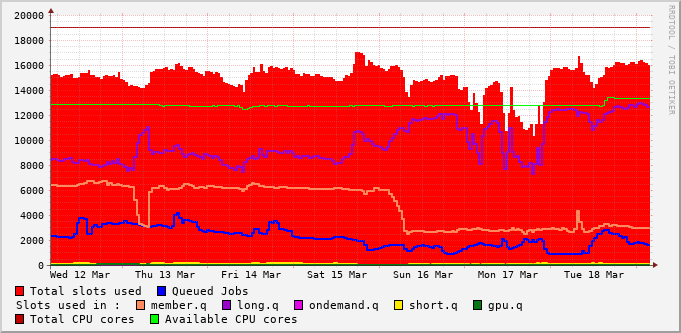 20000
18000
16000
14000
12000
10000
8000
6000
4000
2000
0
Wed 12 Mar Thu 13 Mar Fri 14 Mar Sat 15 Mar Sun 16 Mar Mon 17 Mar Tue 18 Mar
Total slots used Queued Jobs
Slots used in : member.q long.q ondemand.q short.q gpu.q
Total CPU cores Available CPU cores
RRDTOOL / TOBI OETIKER